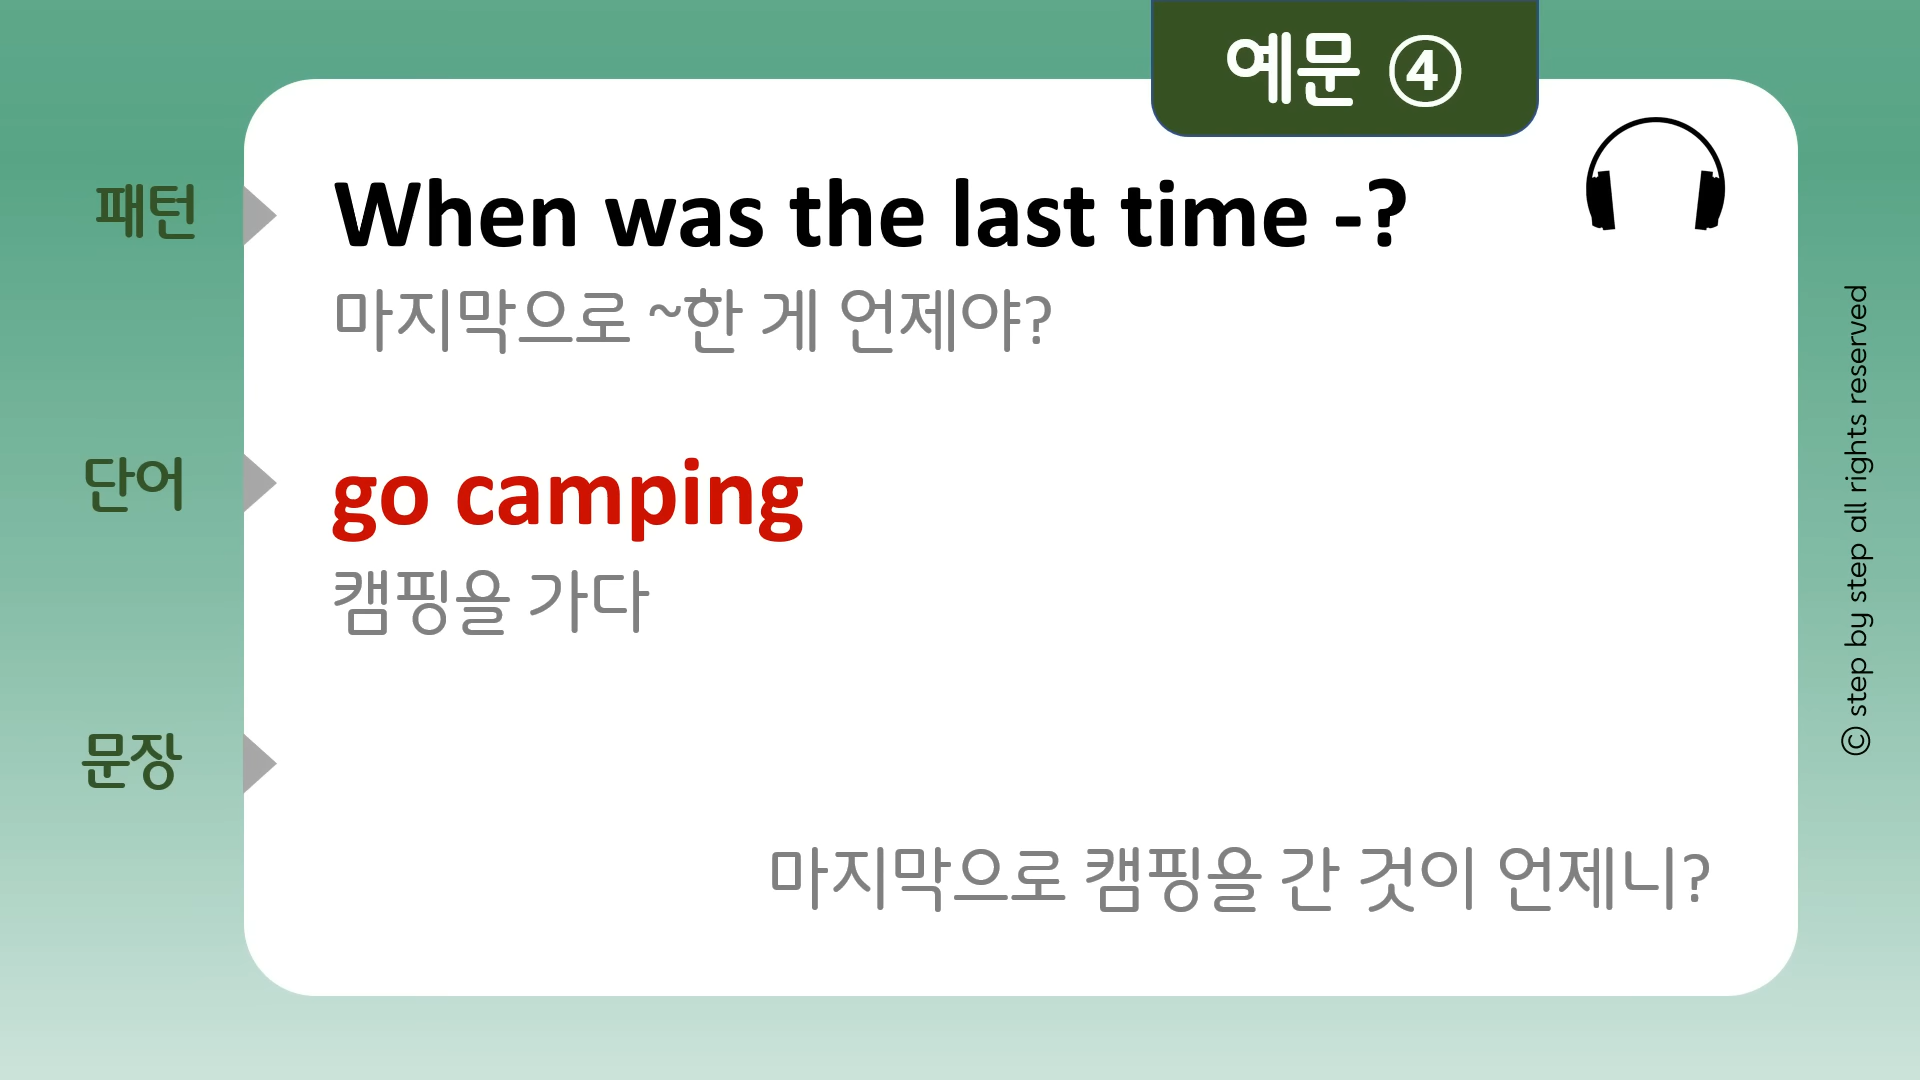 예문 ④
패턴
When was the last time -?
마지막으로 ~한 게 언제야?
단어
go camping
캠핑을 가다
문장
마지막으로 캠핑을 간 것이 언제니?
© step by step all rights reserved